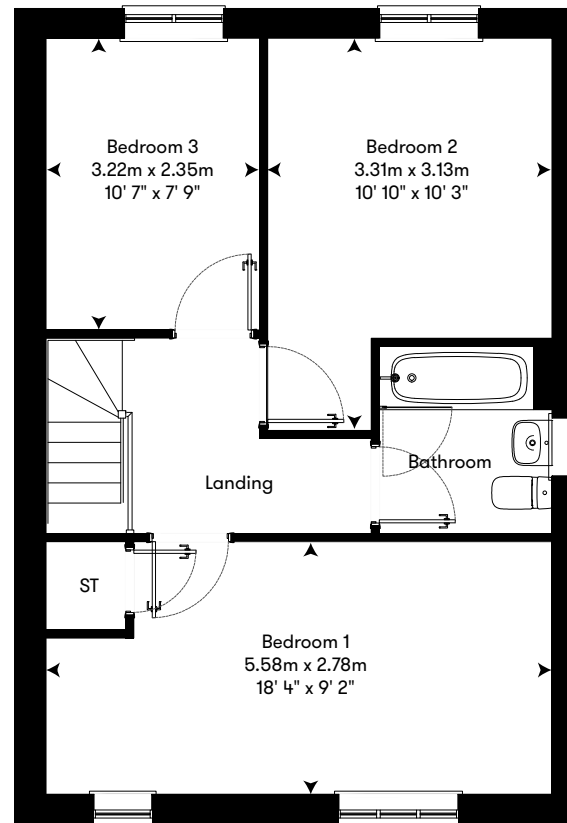 Bedroom 3
3.22m x 2.35m
10' 7" x 7' 9"
Bedroom 2
3.31m x 3.13m
10' 10" x 10' 3"
Bathroom
Landing
ST
Bedroom 1
5.58m x 2.78m
18' 4" x 9' 2"